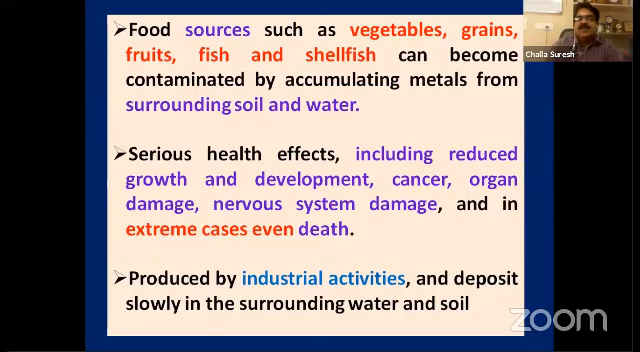 ➢Food sources such as vegetables, grains,
fruits, fish and shellfish can become
contaminated by accumulating metals from
surrounding soil and water.
➢Serious health effects, including reduced
growth and development, cancer, organ
damage, nervous system damage, and in
extreme cases even death.
➢Produced by industrial activities, and deposit
slowly in the surrounding water and soil
Challa Suresh
zoom